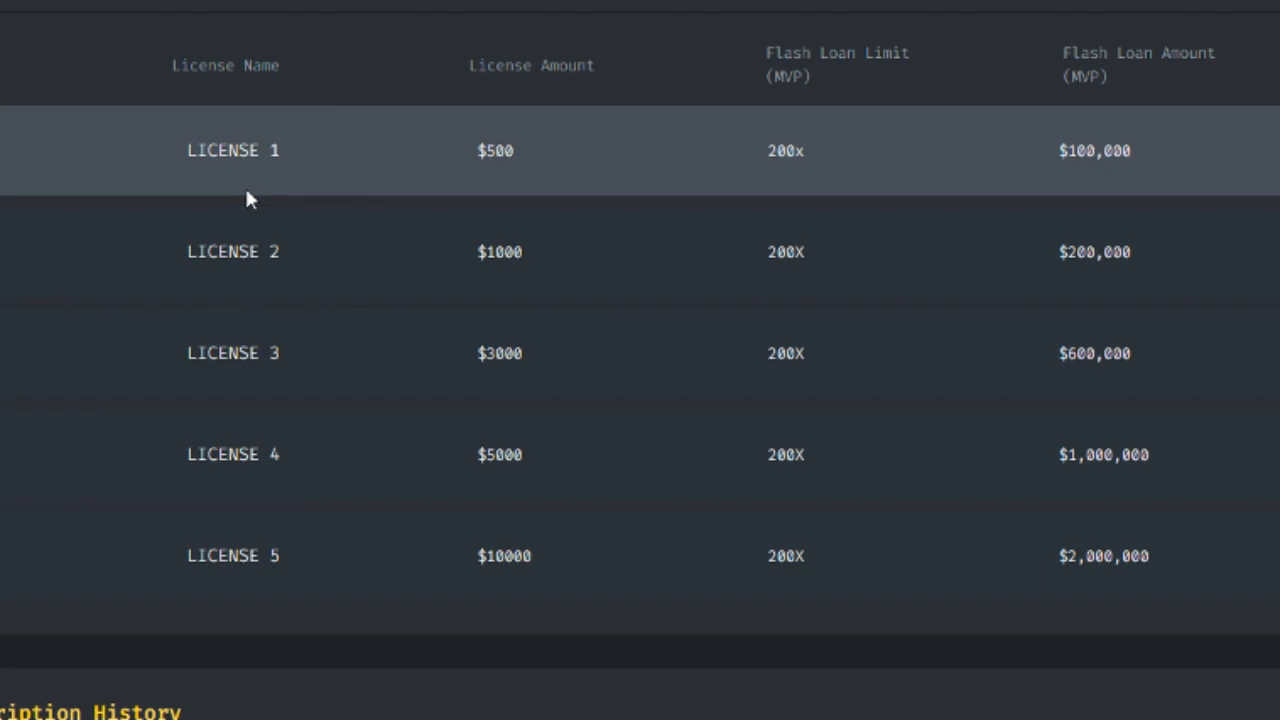 License Name License Amount Flash Loan Limit (MVP) Flash Loan Amount (MVP)
LICENSE 1 $500 200x $100,000
LICENSE 2 $1000 200X $200,000
LICENSE 3 $3000 200X $600,000
LICENSE 4 $5000 200X $1,000,000
LICENSE 5 $10000 200X $2,000,000
ription History